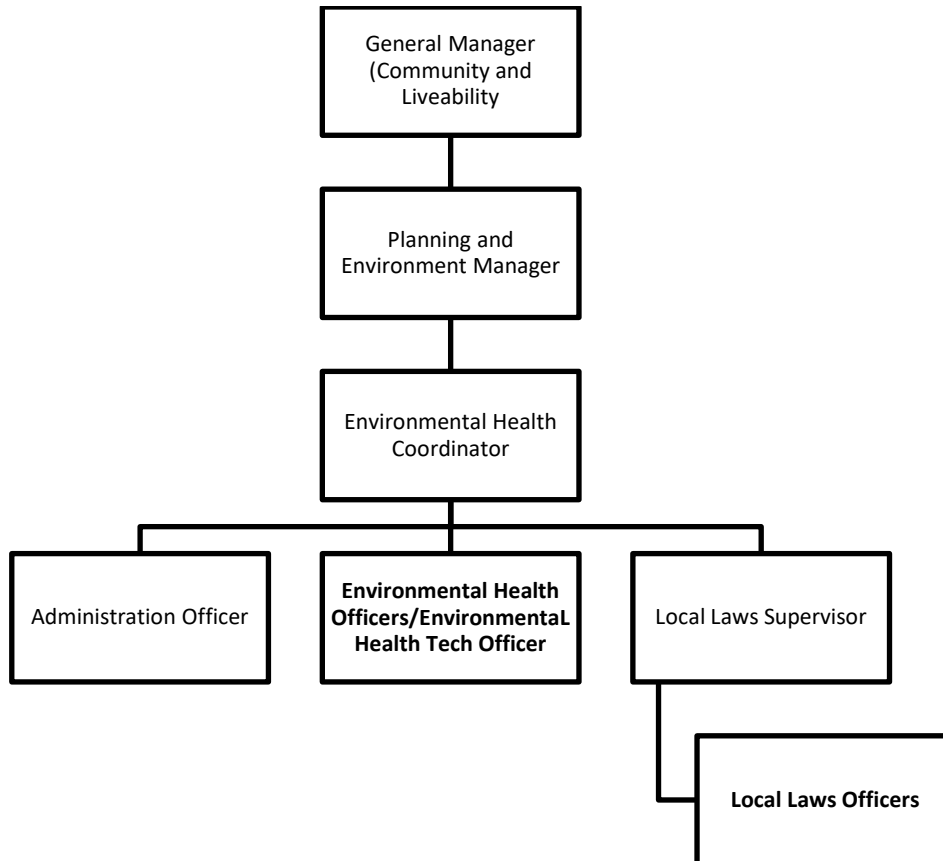 General Manager
(Community and
Liveability
Planning and
Environment Manager
Environmental Health
Coordinator
Administration Officer
Environmental Health
Officers/EnvironmentaL
Health Tech Officer
Local Laws Supervisor
Local Laws Officers